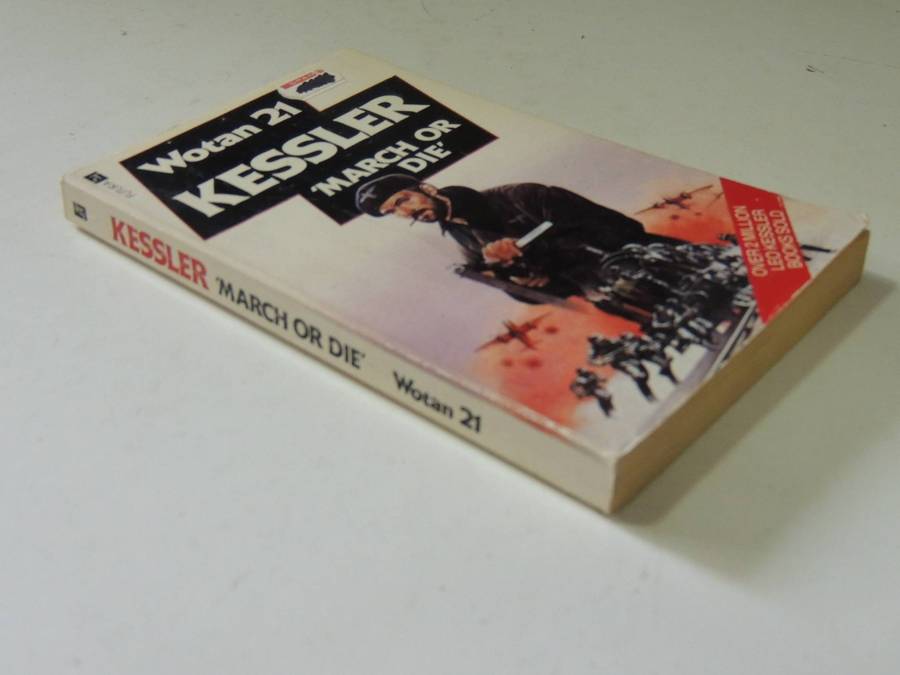 Wotan 21
KESSLER
'MARCH OR
DIE'
FUTURA
OVER 2 MILLION
LEO KESSLER
BOOKS SOLD...
KESSLER 'MARCH OR DIE' Wotan 21